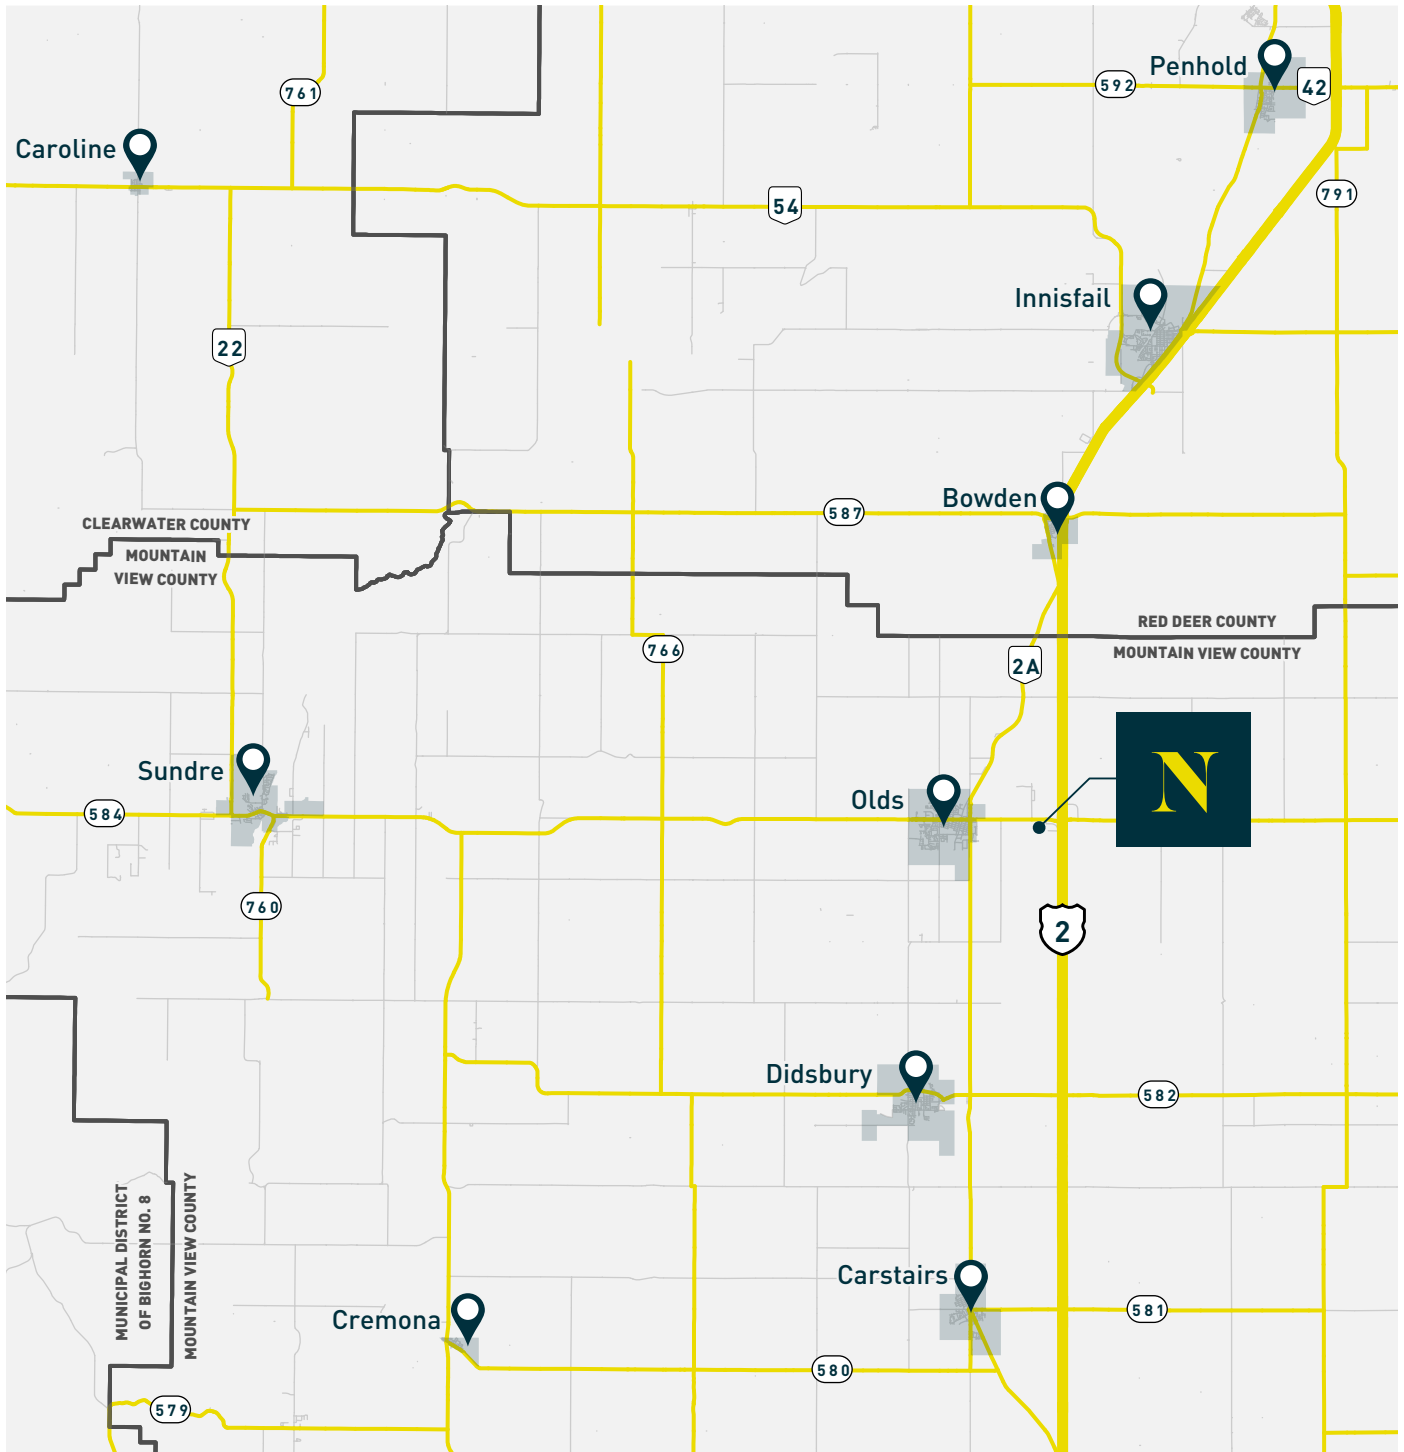 Penhold
592
42
761
Caroline
791
54
Innisfail
22
Bowden
587
CLEARWATER COUNTY
MOUNTAIN
VIEW COUNTY
RED DEER COUNTY
MOUNTAIN VIEW COUNTY
766
2A
N
Sundre
584
Olds
760
2
Didsbury
582
MUNICIPAL DISTRICT
OF BIGHORN NO. 8
MOUNTAIN VIEW COUNTY
Carstairs
581
Cremona
580
579